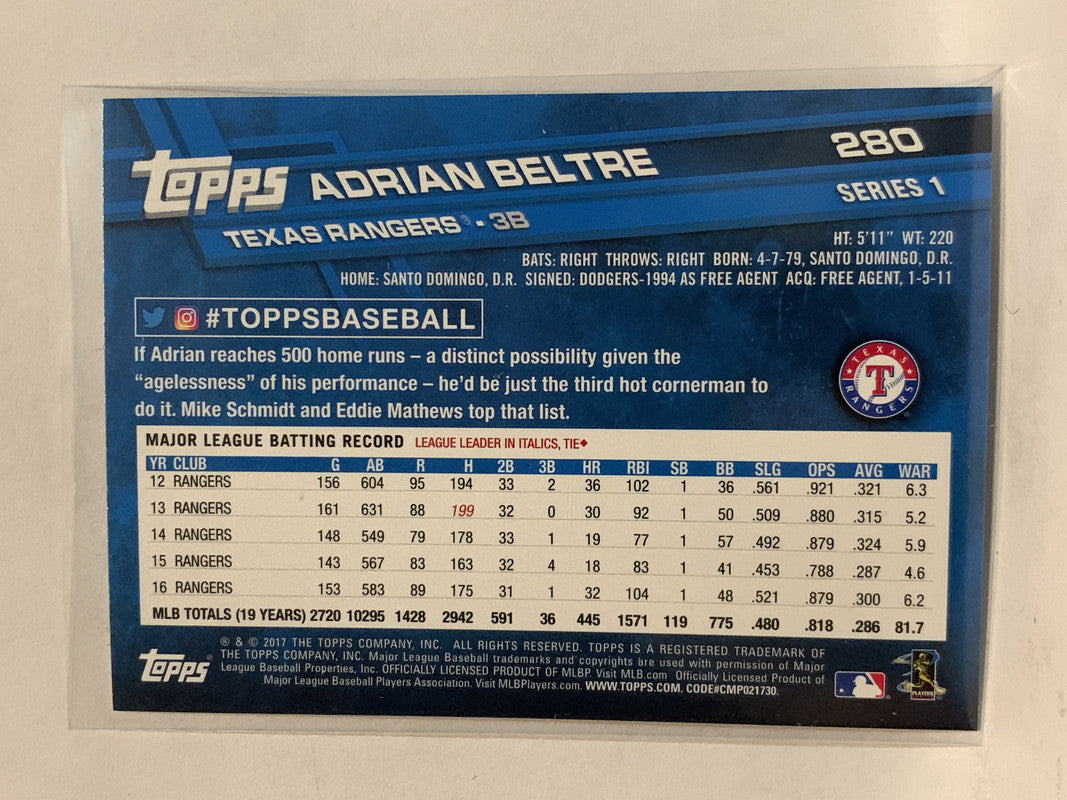 TOPPS ADRIAN BELTRE 280
TEXAS RANGERS® • 3B SERIES 1
HT: 5'11" WT: 220
BATS: RIGHT THROWS: RIGHT BORN: 4-7-79, SANTO DOMINGO, D.R.
HOME: SANTO DOMINGO, D.R. SIGNED: DODGERS-1994 AS FREE AGENT ACQ: FREE AGENT, 1-5-11
#TOPPSBASEBALL
If Adrian reaches 500 home runs – a distinct possibility given the
“agelessness” of his performance – he’d be just the third hot cornerman to
do it. Mike Schmidt and Eddie Mathews top that list.
TEXAS RANGERS T
MAJOR LEAGUE BATTING RECORD LEAGUE LEADER IN ITALICS, TIE◆
YR CLUB G AB R H 2B 3B HR RBI SB BB SLG OPS AVG WAR
12 RANGERS 156 604 95 194 33 2 36 102 1 36 .561 .921 .321 6.3
13 RANGERS 161 631 88 199 32 0 30 92 1 50 .509 .880 .315 5.2
14 RANGERS 148 549 79 178 33 1 19 77 1 57 .492 .879 .324 5.9
15 RANGERS 143 567 83 163 32 4 18 83 1 41 .453 .788 .287 4.6
16 RANGERS 153 583 89 175 31 1 32 104 1 48 .521 .879 .300 6.2
MLB TOTALS (19 YEARS) 2720 10295 1428 2942 591 36 445 1571 119 775 .480 .818 .286 81.7
TOPPS®
® & © 2017 THE TOPPS COMPANY, INC. ALL RIGHTS RESERVED. TOPPS IS A REGISTERED TRADEMARK OF
THE TOPPS COMPANY, INC. Major League Baseball trademarks and copyrights are used with permission of Major
League Baseball Properties, Inc. OFFICIALLY LICENSED PRODUCT OF MLBP. Visit MLB.com Officially Licensed Product of
Major League Baseball Players Association. Visit MLBPlayers.com. WWW.TOPPS.COM. CODE#CMP021730.
PLAYERS